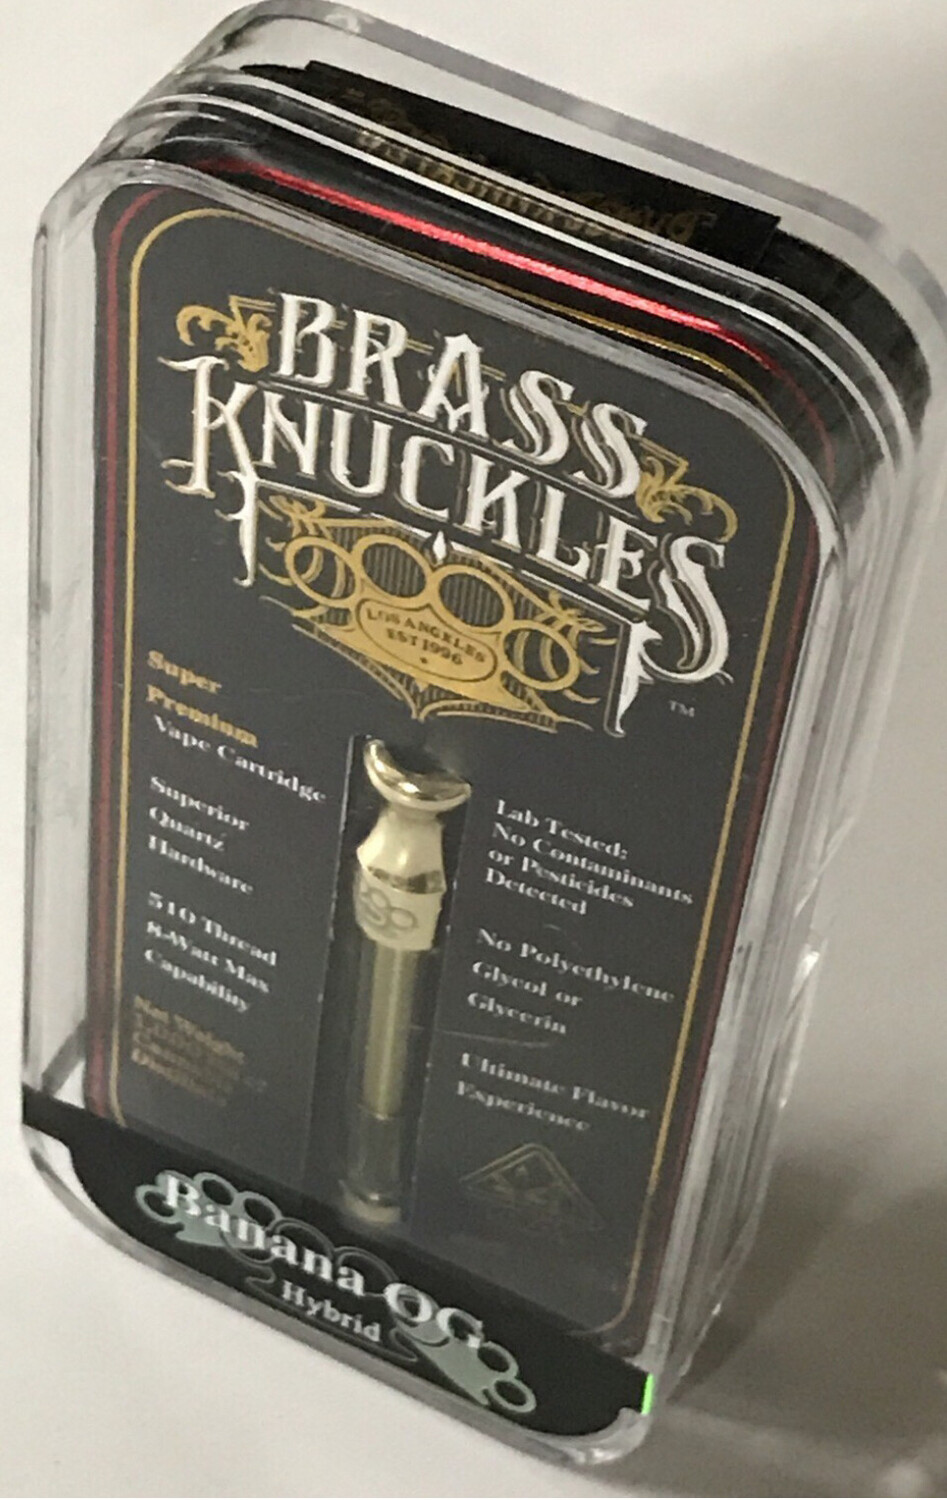 BRASS
KNUCKLES
LOS ANGELES
EST 1996
TM
Super
Premium
Vape Cartridge
Superior
Quartz
Hardware
510 Thread
8-Watt Max
Capability
Net Weight
Lab Tested:
No Contaminants
or Pesticides
Detected
No Polyethylene
Glycol or
Glycerin
Ultimate Flavor
Experience
Banana OG
Hybrid